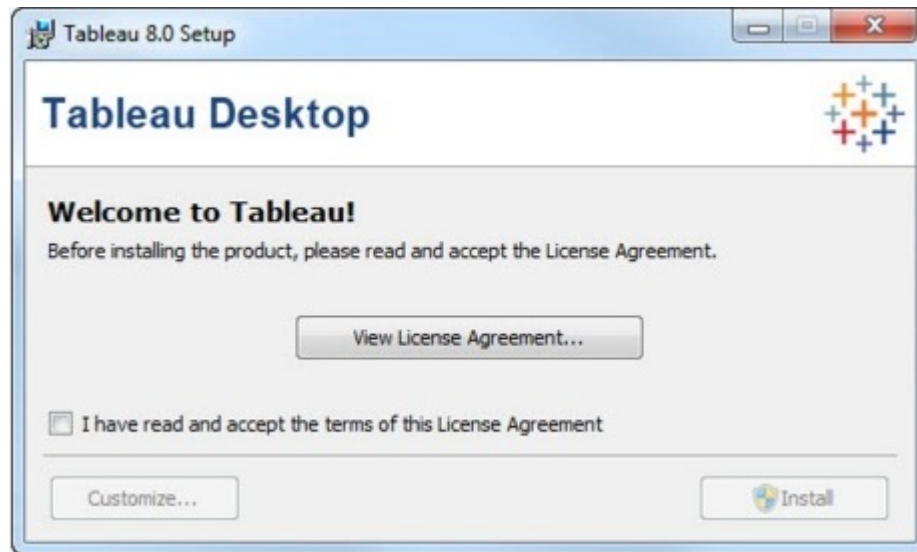 Tableau 8.0 Setup
Tableau Desktop
Welcome to Tableau!
Before installing the product, please read and accept the License Agreement.
View License Agreement...
I have read and accept the terms of this License Agreement
Customize...
Install